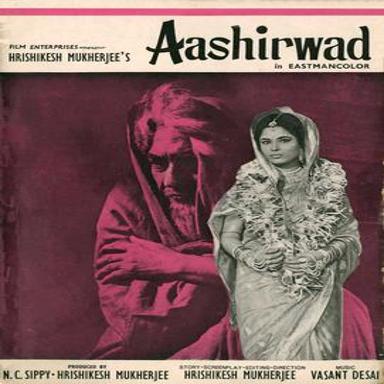 FILM ENTERPRISES present
HRISHIKESH MUKHERJEE'S
Aashirwad
in EASTMANCOLOR
PRODUCED BY
N.C. SIPPY · HRISHIKESH MUKHERJEE
STORY-SCREENPLAY-EDITING-DIRECTION
HRISHIKESH MUKHERJEE
MUSIC
VASANT DESAI